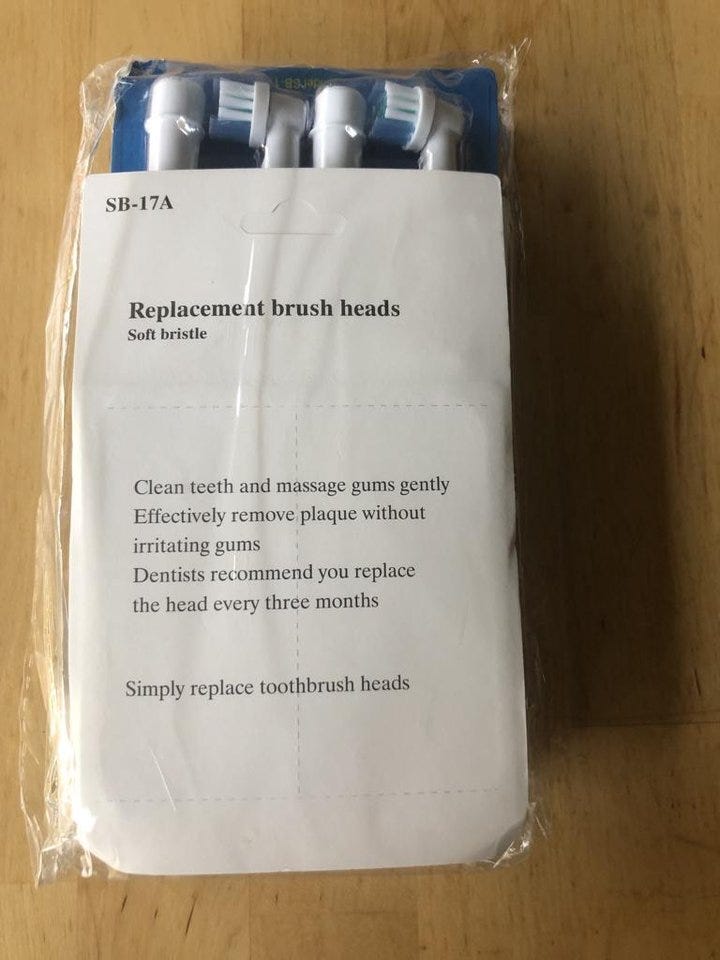 SB-17A
Replacement brush heads
Soft bristle
Clean teeth and massage gums gently
Effectively remove plaque without
irritating gums
Dentists recommend you replace
the head every three months
Simply replace toothbrush heads